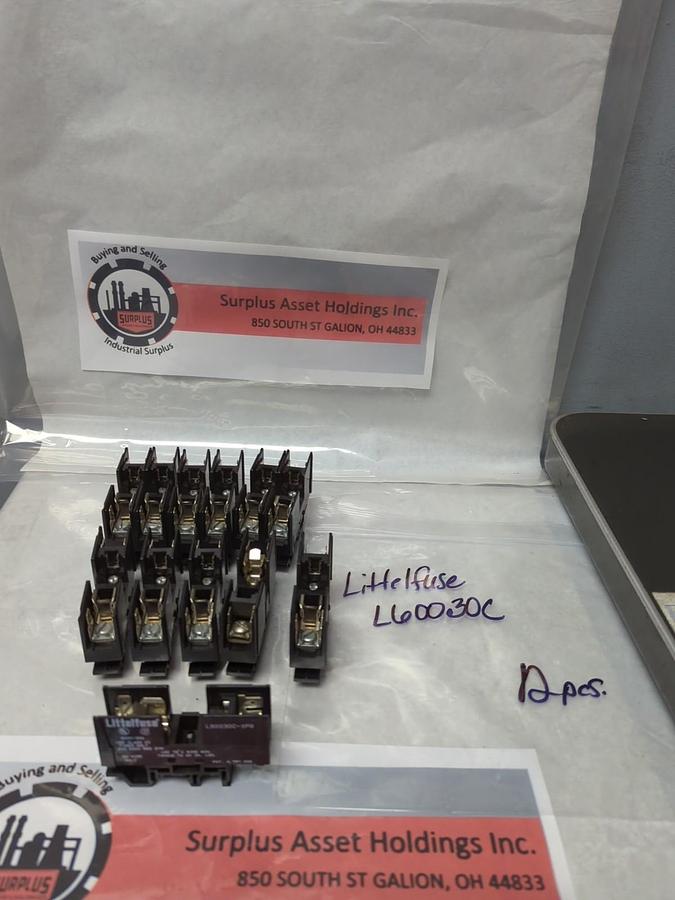 Buying and Selling
SURPLUS
Industrial Surplus
Surplus Asset Holdings Inc.
850 SOUTH ST GALION, OH 44833
Littelfuse
L60030C
12 pcs.
Littelfuse
Buying and Selling
SURPLUS
Surplus Asset Holdings Inc.
850 SOUTH ST GALION, OH 44833